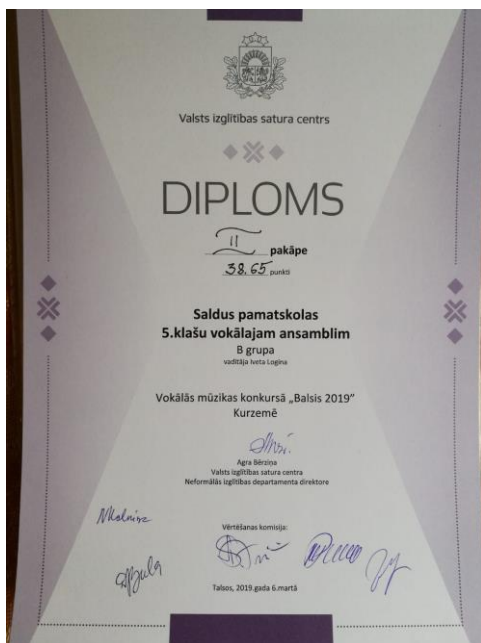 Valsts izglītības satura centrs
DIPLOMS
II pakāpe
38.65 punkti
Saldus pamatskolas
5.klašu vokālajam ansamblim
B grupa
vadītāja Iveta Logina
Vokālās mūzikas konkursā „Balsis 2019”
Kurzemē
Agra Bērziņa
Valsts izglītības satura centra
Neformālās izglītības departamenta direktore
Vērtēšanas komisija:
Talsos, 2019.gada 6.martā